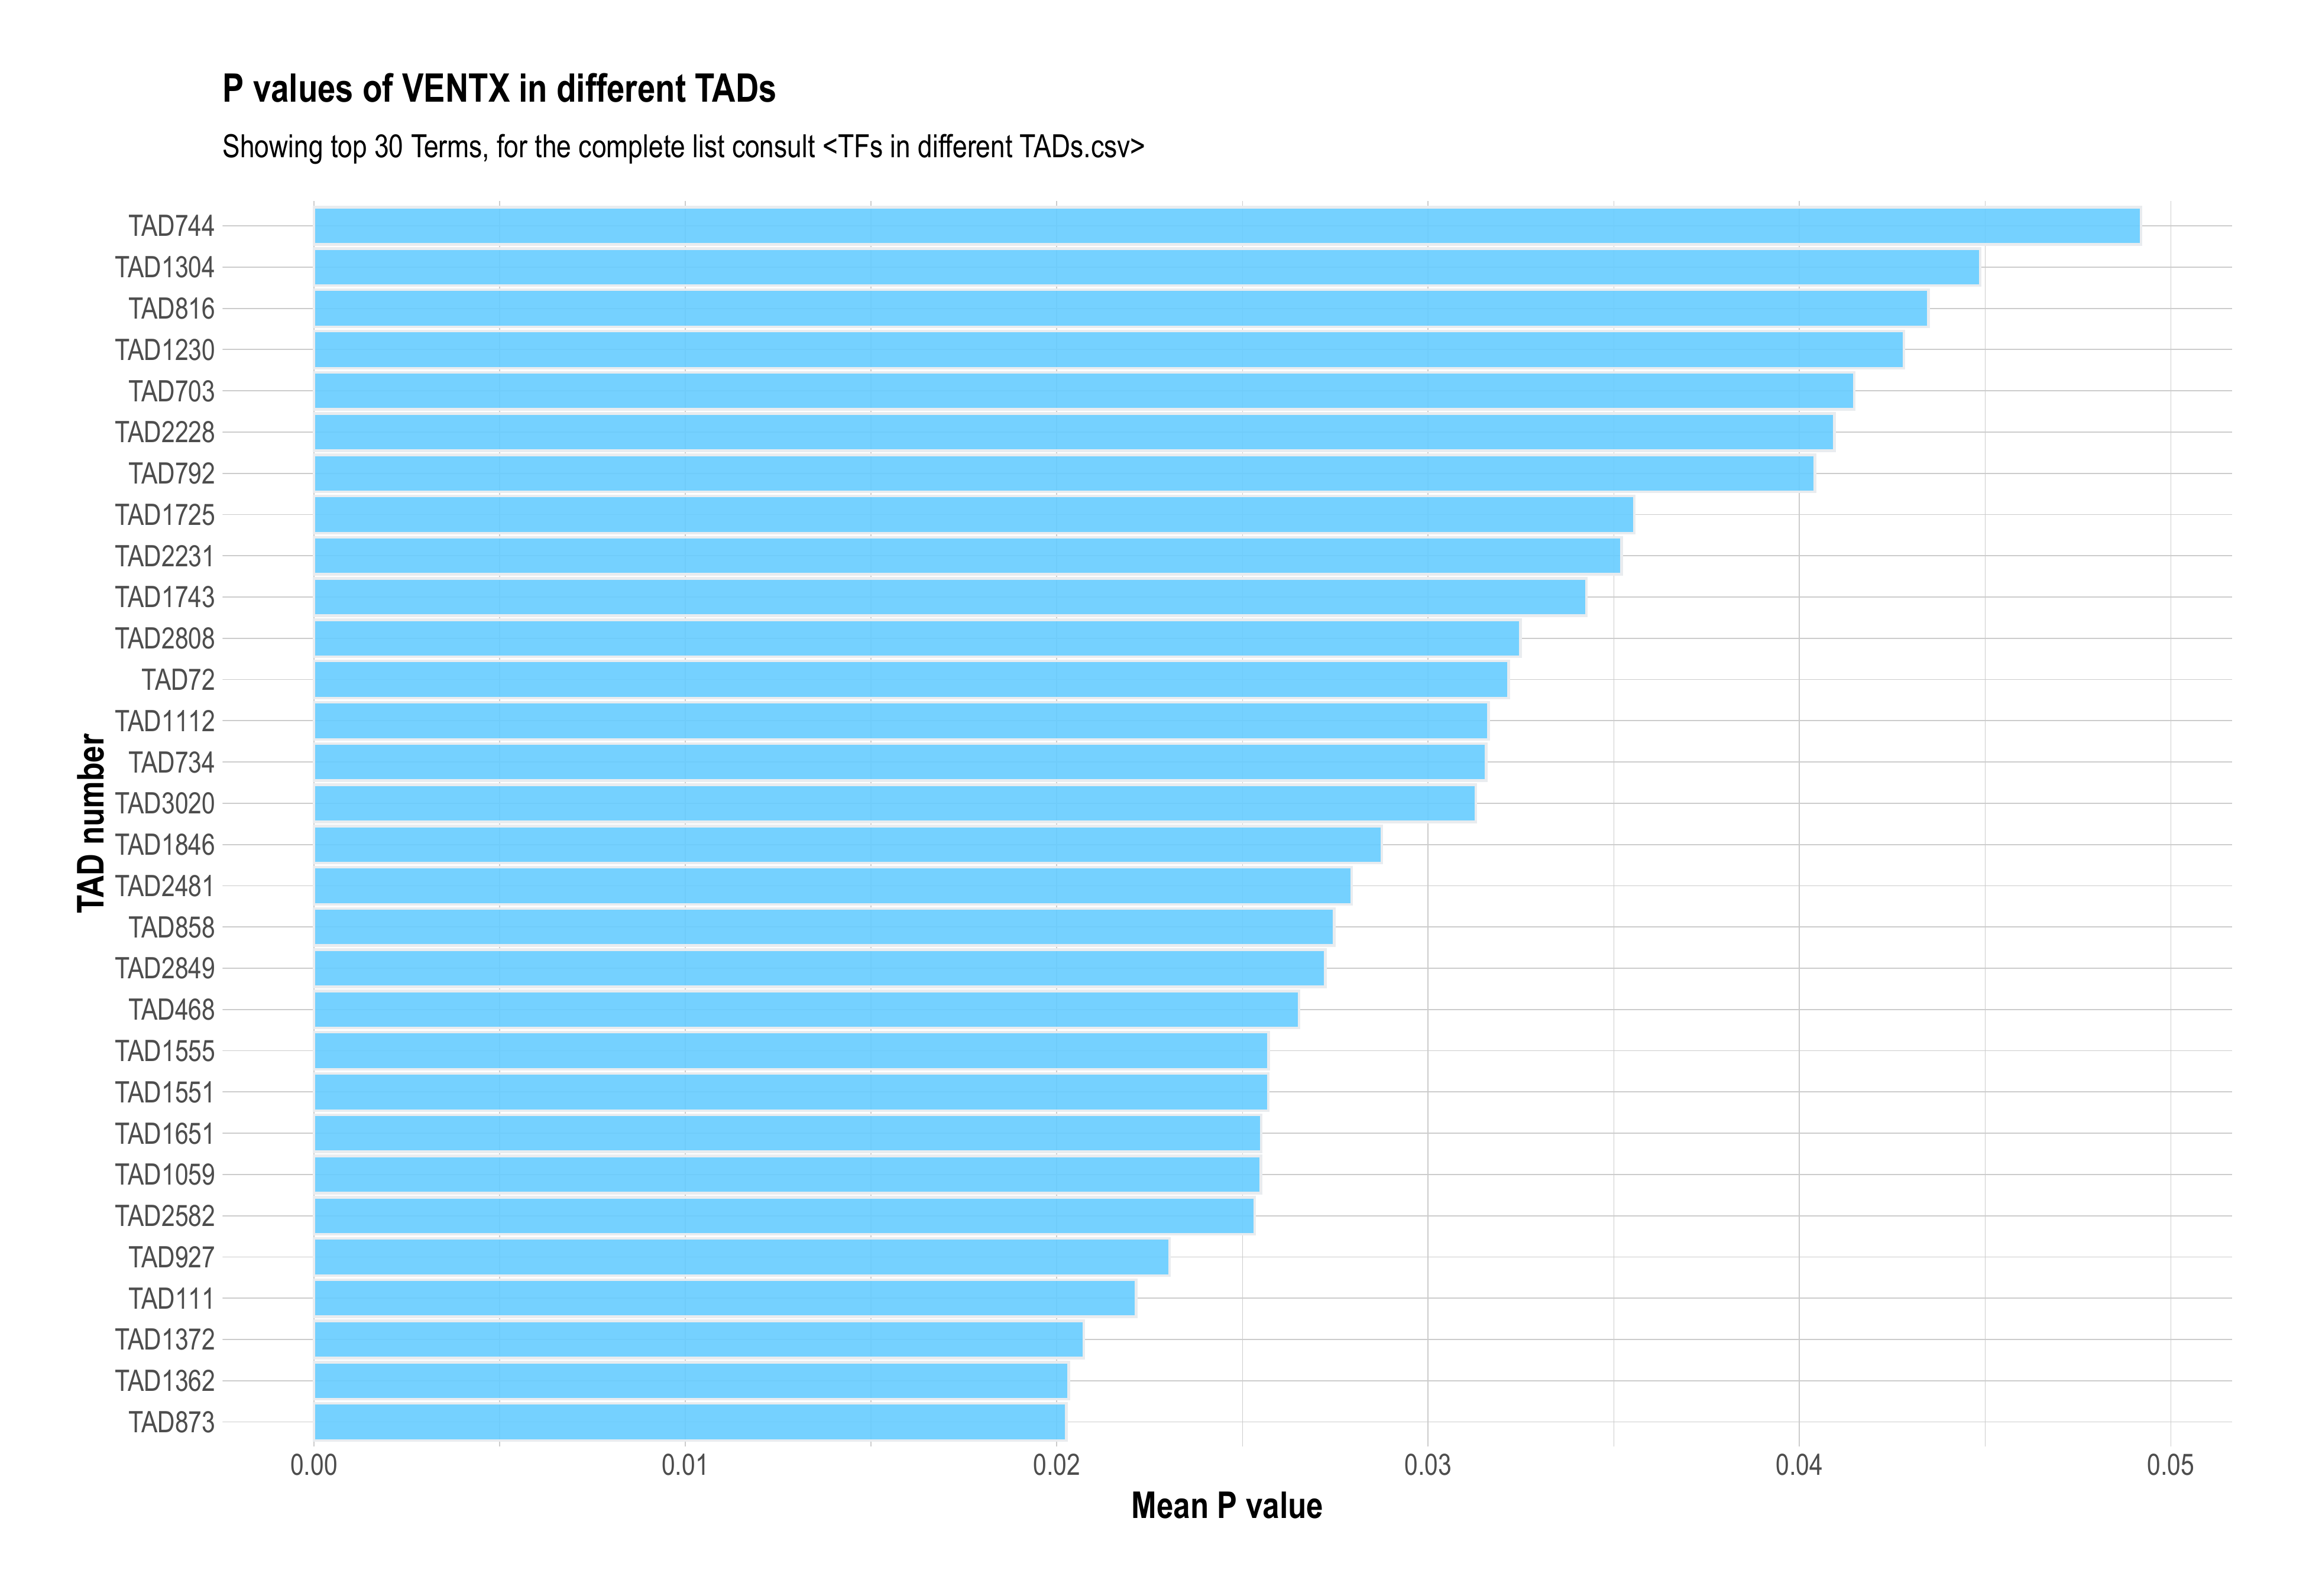 P values of VENTX in different TADs
Showing top 30 Terms, for the complete list consult <TFs in different TADs.csv>
TAD number
TAD744
TAD1304
TAD816
TAD1230
TAD703
TAD2228
TAD792
TAD1725
TAD2231
TAD1743
TAD2808
TAD72
TAD1112
TAD734
TAD3020
TAD1846
TAD2481
TAD858
TAD2849
TAD468
TAD1555
TAD1551
TAD1651
TAD1059
TAD2582
TAD927
TAD111
TAD1372
TAD1362
TAD873
0.00 0.01 0.02 0.03 0.04 0.05
Mean P value